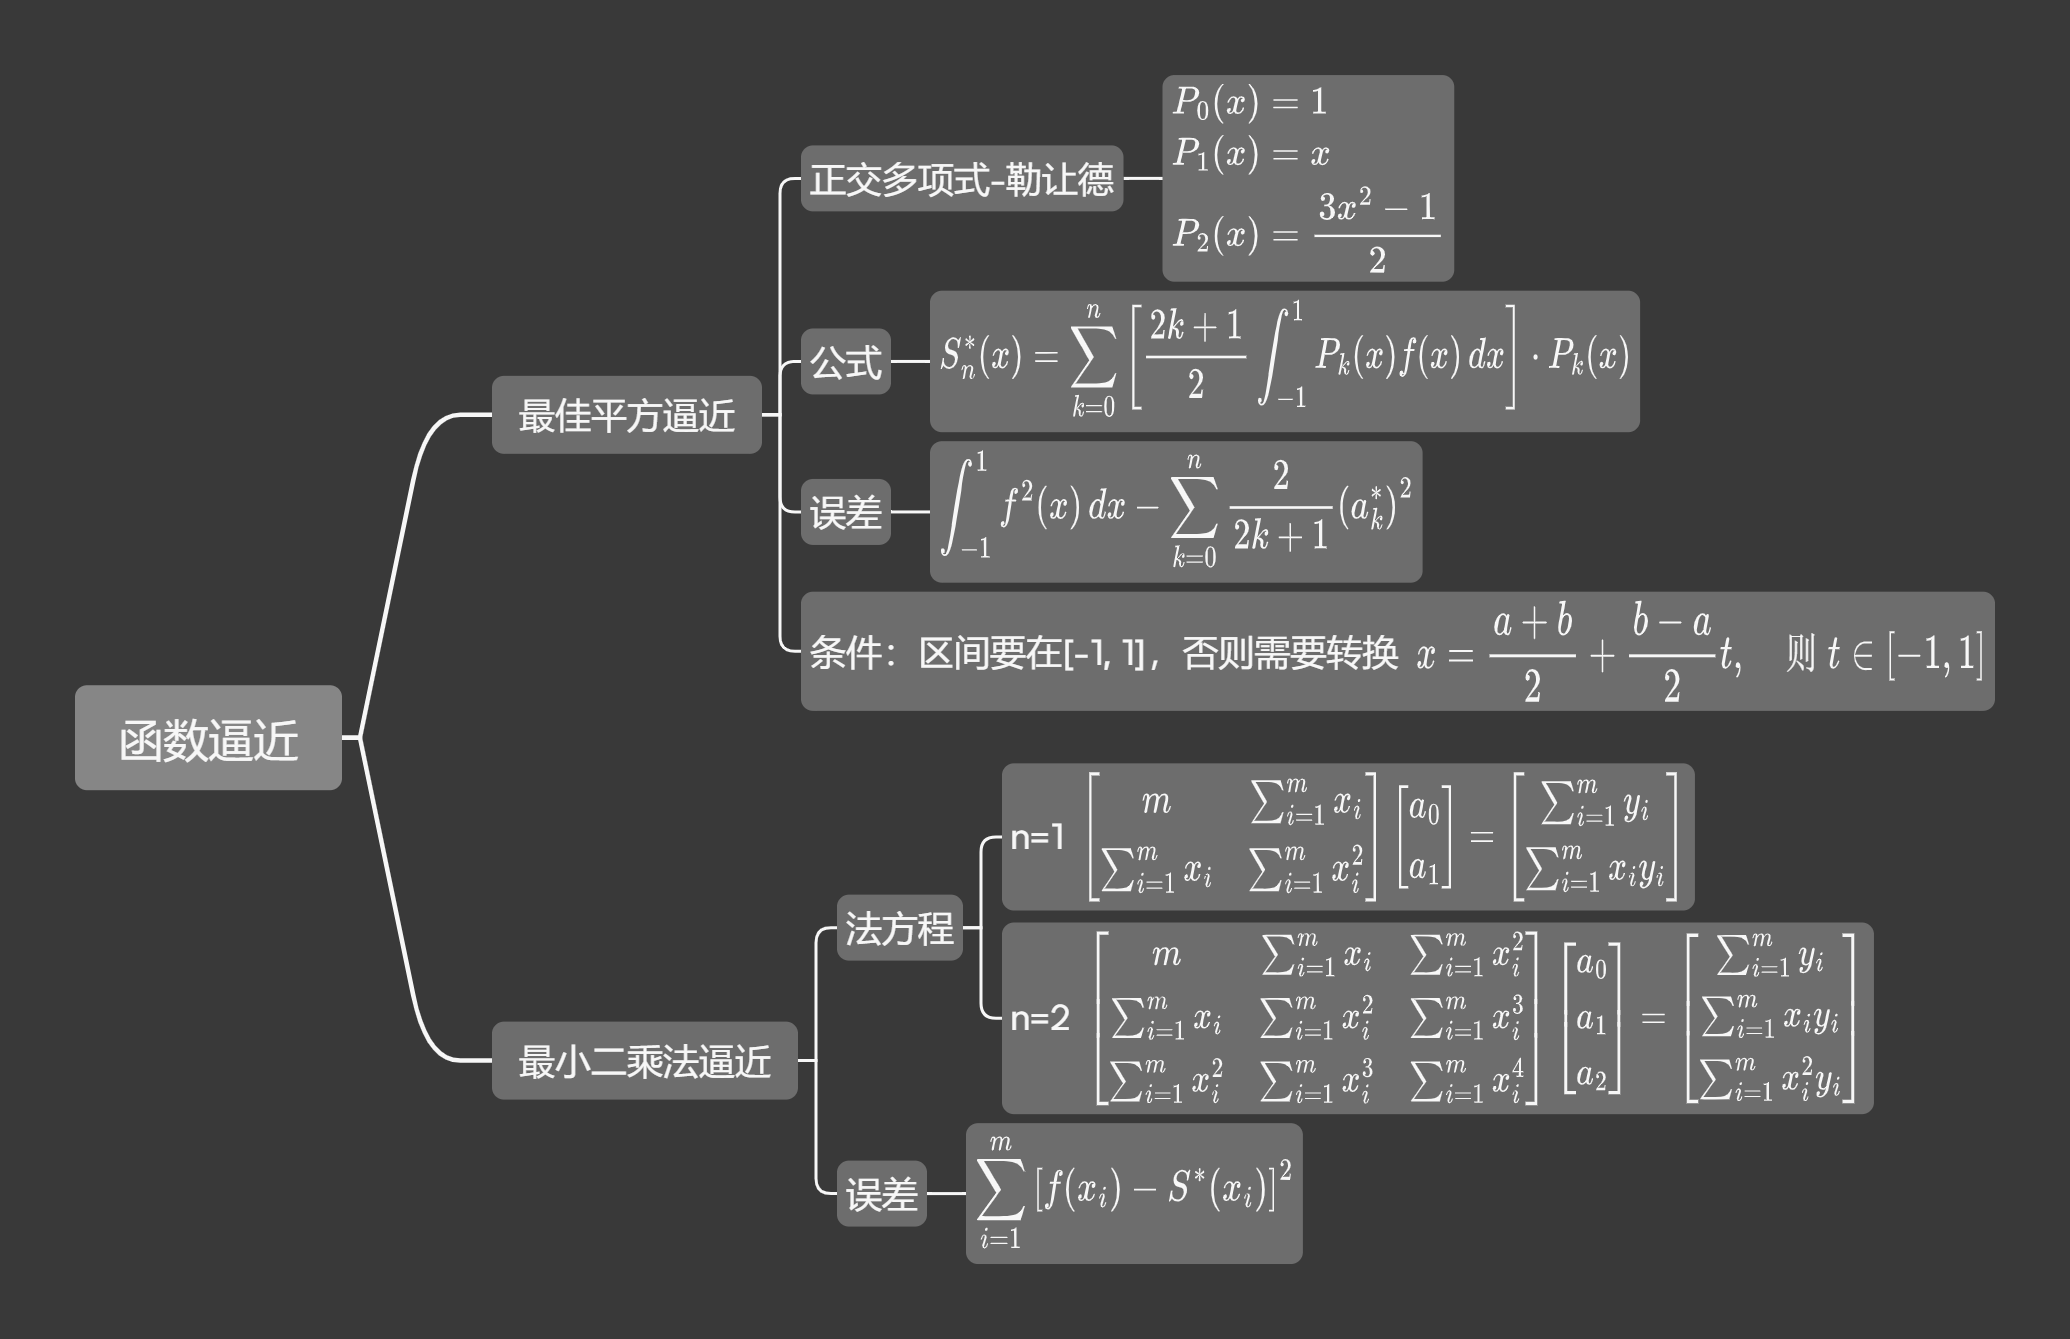 函数逼近
最佳平方逼近
正交多项式-勒让德
P₀(x) = 1
P₁(x) = x
P₂(x) = \frac{3x^2 - 1}{2}
公式
S_n^*(x) = \sum_{k=0}^{n} \left[ \frac{2k+1}{2} \int_{-1}^{1} P_k(x) f(x) \, dx \right] \cdot P_k(x)
误差
\int_{-1}^{1} f^2(x) \, dx - \sum_{k=0}^{n} \frac{2}{2k+1} (a_k^*)^2
条件：区间要在[-1, 1]，否则需要转换 x = \frac{a+b}{2} + \frac{b-a}{2} t, 则 t ∈ [-1, 1]
最小二乘法逼近
法方程
n=1 \begin{bmatrix} m & \sum_{i=1}^{m} x_i \\ \sum_{i=1}^{m} x_i & \sum_{i=1}^{m} x_i^2 \end{bmatrix} \begin{bmatrix} a_0 \\ a_1 \end{bmatrix} = \begin{bmatrix} \sum_{i=1}^{m} y_i \\ \sum_{i=1}^{m} x_i y_i \end{bmatrix}
n=2 \begin{bmatrix} m & \sum_{i=1}^{m} x_i & \sum_{i=1}^{m} x_i^2 \\ \sum_{i=1}^{m} x_i & \sum_{i=1}^{m} x_i^2 & \sum_{i=1}^{m} x_i^3 \\ \sum_{i=1}^{m} x_i^2 & \sum_{i=1}^{m} x_i^3 & \sum_{i=1}^{m} x_i^4 \end{bmatrix} \begin{bmatrix} a_0 \\ a_1 \\ a_2 \end{bmatrix} = \begin{bmatrix} \sum_{i=1}^{m} y_i \\ \sum_{i=1}^{m} x_i y_i \\ \sum_{i=1}^{m} x_i^2 y_i \end{bmatrix}
误差
\sum_{i=1}^{m} [f(x_i) - S^*(x_i)]^2